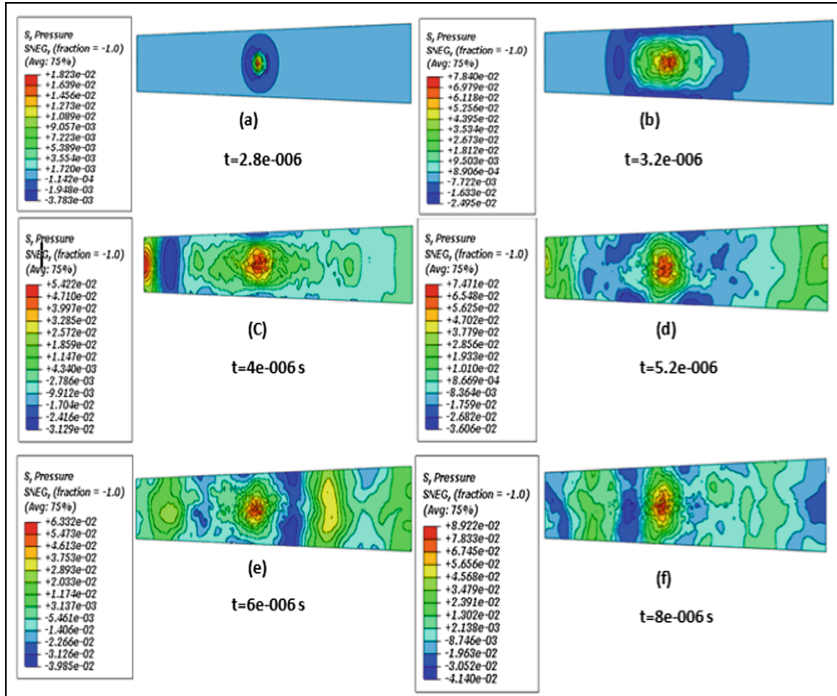 S, Pressure
SNEG, (fraction = -1.0)
(Avg: 75%)
+1.823e-02
+1.639e-02
+1.456e-02
+1.273e-02
+1.089e-02
+9.057e-03
+7.223e-03
+5.389e-03
+3.554e-03
+1.720e-03
-1.142e-04
-1.948e-03
-3.783e-03
(a)
t=2.8e-006
S, Pressure
SNEG, (fraction = -1.0)
(Avg: 75%)
+7.840e-02
+6.979e-02
+6.118e-02
+5.256e-02
+4.395e-02
+3.534e-02
+2.673e-02
+1.812e-02
+9.503e-03
+8.906e-04
-7.722e-03
-1.633e-02
-2.495e-02
(b)
t=3.2e-006
S, Pressure
SNEG, (fraction = -1.0)
(Avg: 75%)
+5.422e-02
+4.710e-02
+3.997e-02
+3.285e-02
+2.572e-02
+1.859e-02
+1.147e-02
+4.340e-03
-2.786e-03
-9.912e-03
-1.704e-02
-2.416e-02
-3.129e-02
(C)
t=4e-006 s
S, Pressure
SNEG, (fraction = -1.0)
(Avg: 75%)
+7.471e-02
+6.548e-02
+5.625e-02
+4.702e-02
+3.779e-02
+2.856e-02
+1.933e-02
+1.010e-02
+8.669e-04
-8.364e-03
-1.759e-02
-2.682e-02
-3.606e-02
(d)
t=5.2e-006
S, Pressure
SNEG, (fraction = -1.0)
(Avg: 75%)
+6.332e-02
+5.473e-02
+4.613e-02
+3.753e-02
+2.893e-02
+2.033e-02
+1.174e-02
+3.137e-03
-5.461e-03
-1.406e-02
-2.266e-02
-3.126e-02
-3.985e-02
(e)
t=6e-006 s
S, Pressure
SNEG, (fraction = -1.0)
(Avg: 75%)
+8.922e-02
+7.833e-02
+6.745e-02
+5.656e-02
+4.568e-02
+3.479e-02
+2.391e-02
+1.302e-02
+2.138e-03
-8.746e-03
-1.963e-02
-3.052e-02
-4.140e-02
(f)
t=8e-006 s